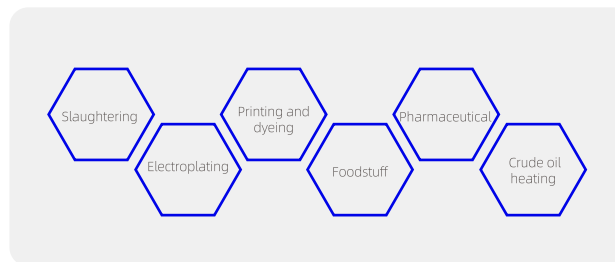 Slaughtering
Electroplating
Printing and
dyeing
Foodstuff
Pharmaceutical
Crude oil
heating